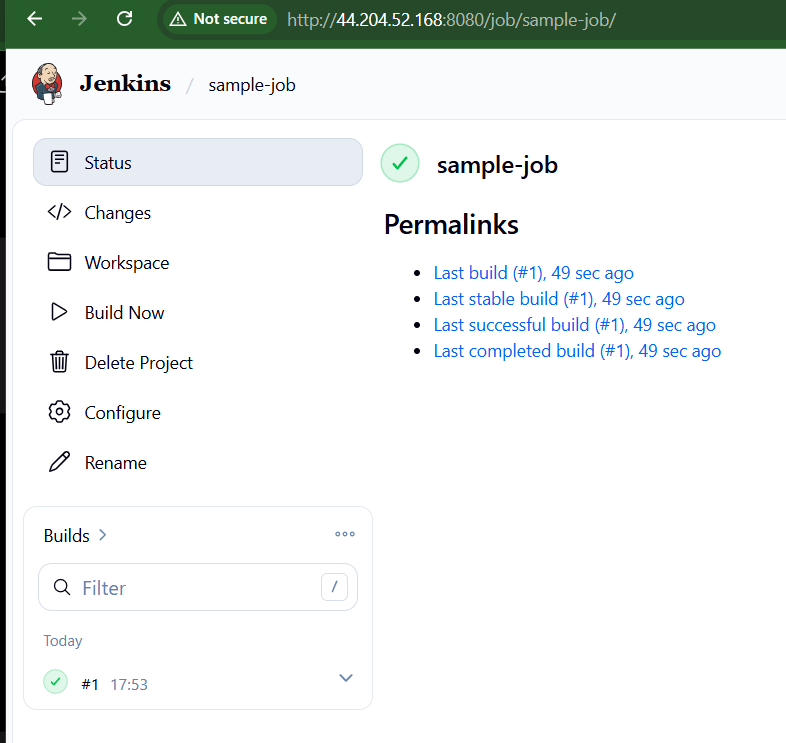 Not secure http://44.204.52.168:8080/job/sample-job/
Jenkins / sample-job
Status
Changes
Workspace
Build Now
Delete Project
Configure
Rename
Builds
Filter /
Today
#1 17:53
sample-job
Permalinks
Last build (#1), 49 sec ago
Last stable build (#1), 49 sec ago
Last successful build (#1), 49 sec ago
Last completed build (#1), 49 sec ago